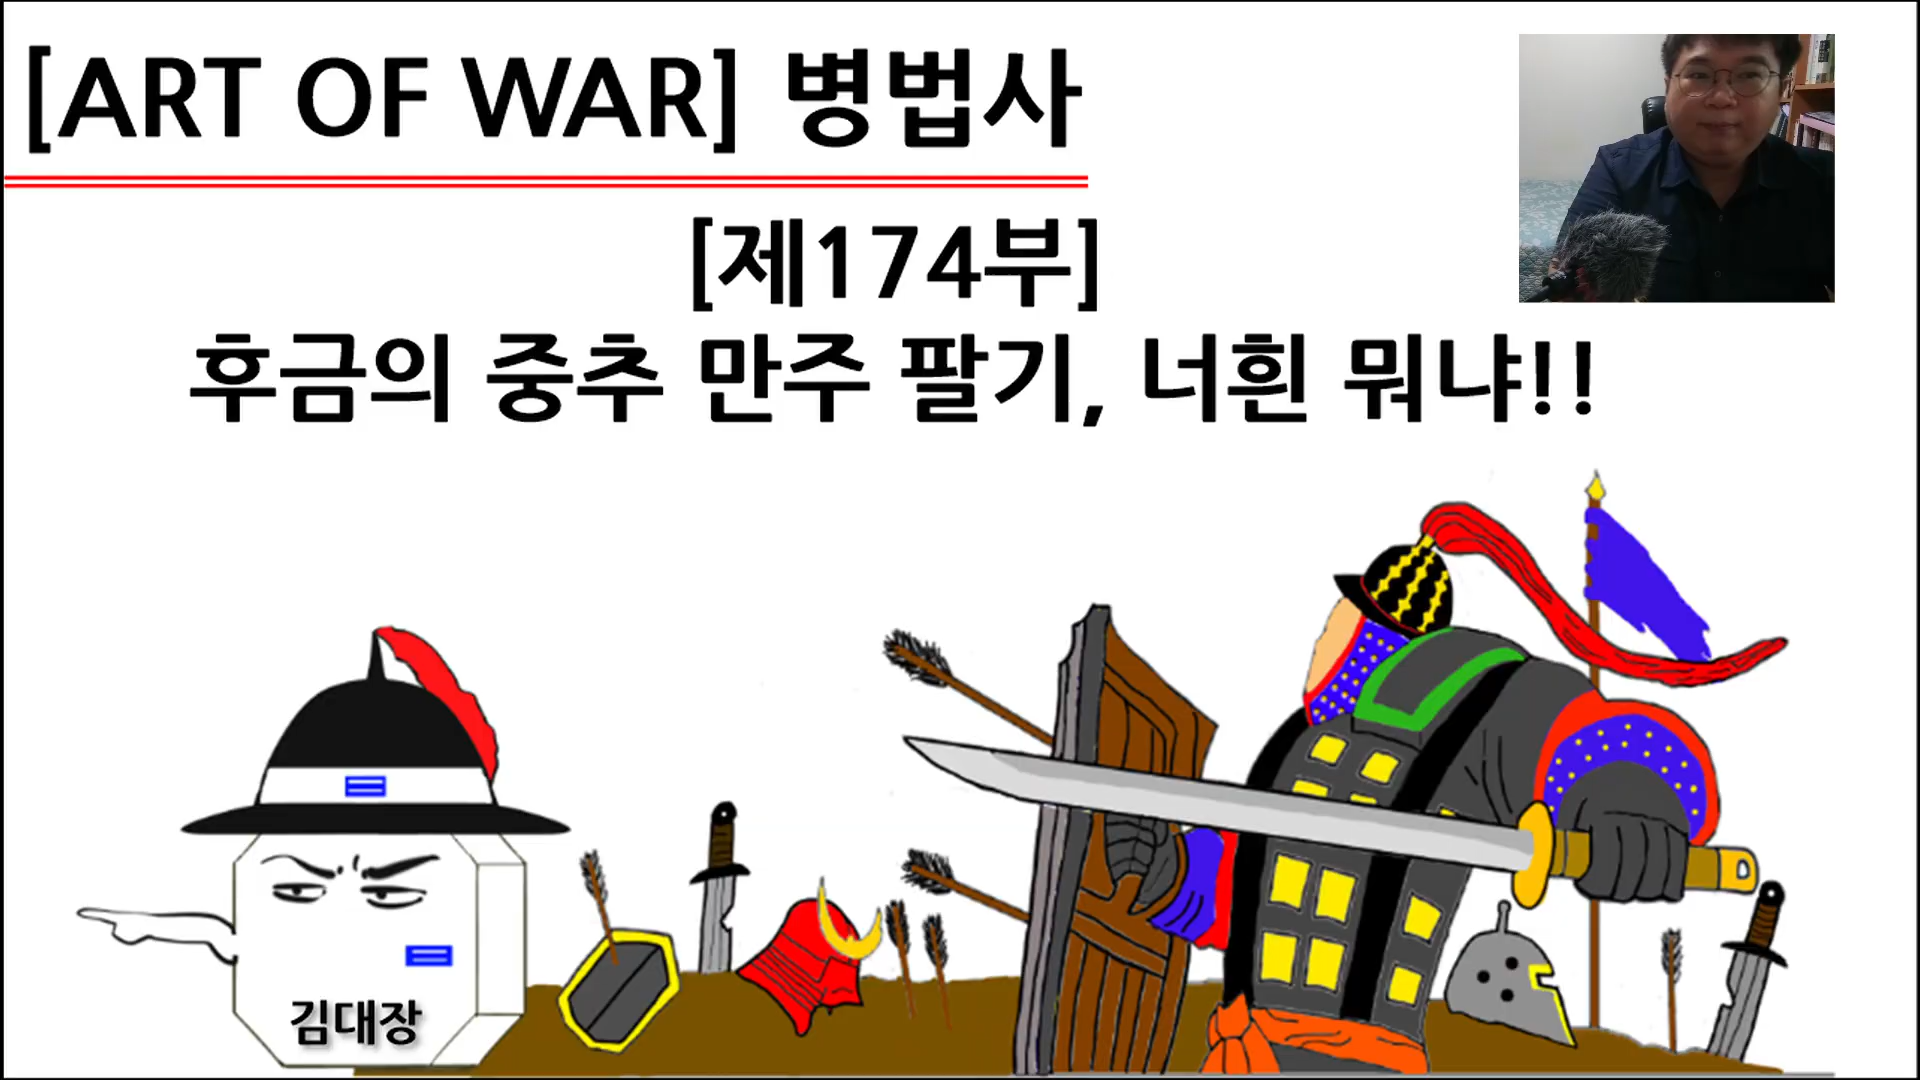 [ART OF WAR] 병법사
[제174부]
후금의 중추 만주 팔기, 너흰 뭐냐!!
김대장